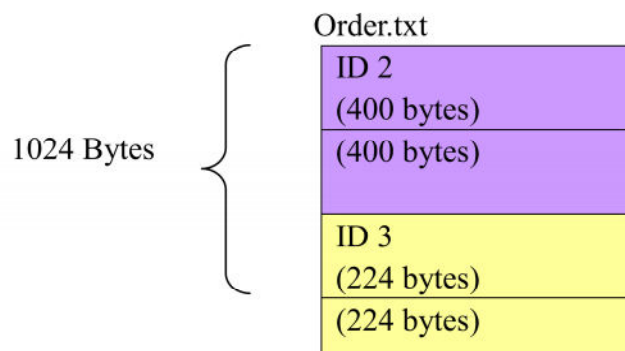 Order.txt
ID 2
(400 bytes)
1024 Bytes
(400 bytes)
ID 3
(224 bytes)
(224 bytes)